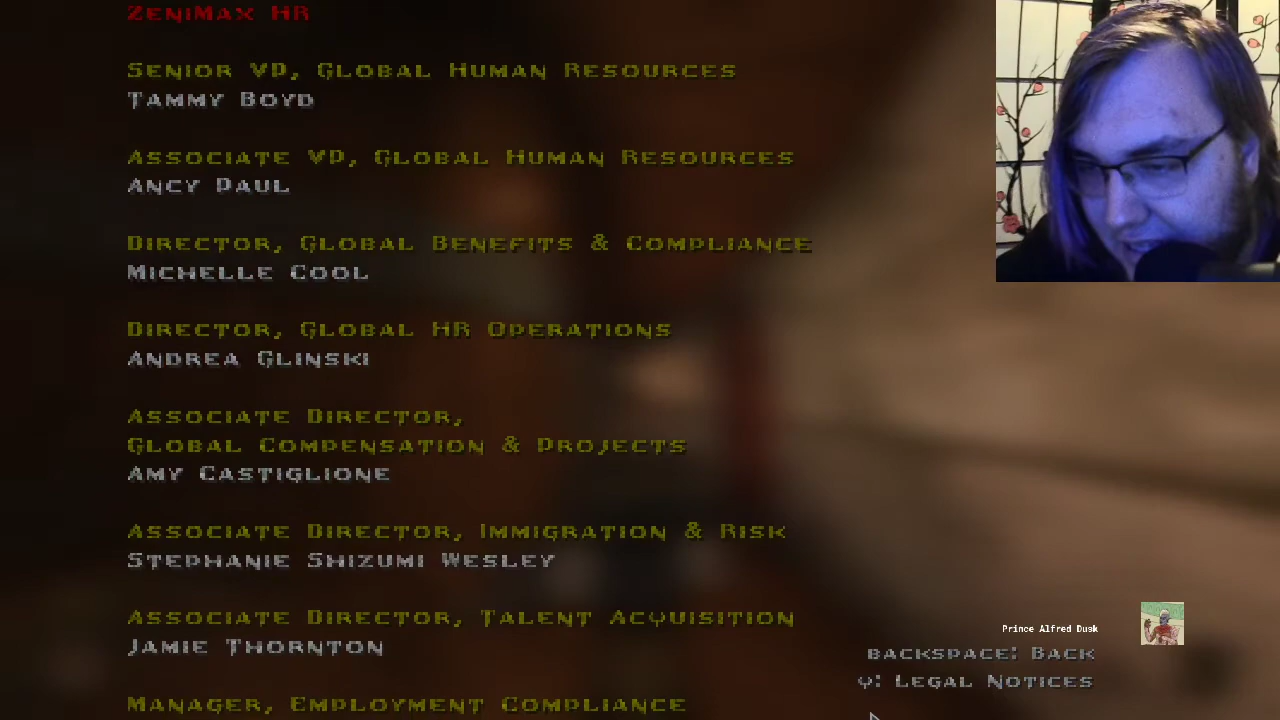 ZeniMax HR
Senior VP, Global Human Resources
Tammy Boyd
Associate VP, Global Human Resources
Ancy Paul
Director, Global Benefits & Compliance
Michelle Cool
Director, Global HR Operations
Andrea Glinski
Associate Director,
Global Compensation & Projects
Amy Castiglione
Associate Director, Immigration & Risk
Stephanie Shizumi Wesley
Associate Director, Talent Acquisition
Jamie Thornton
Prince Alfred Dusk
backspace: Back
Q: Legal Notices
Manager, Employment Compliance